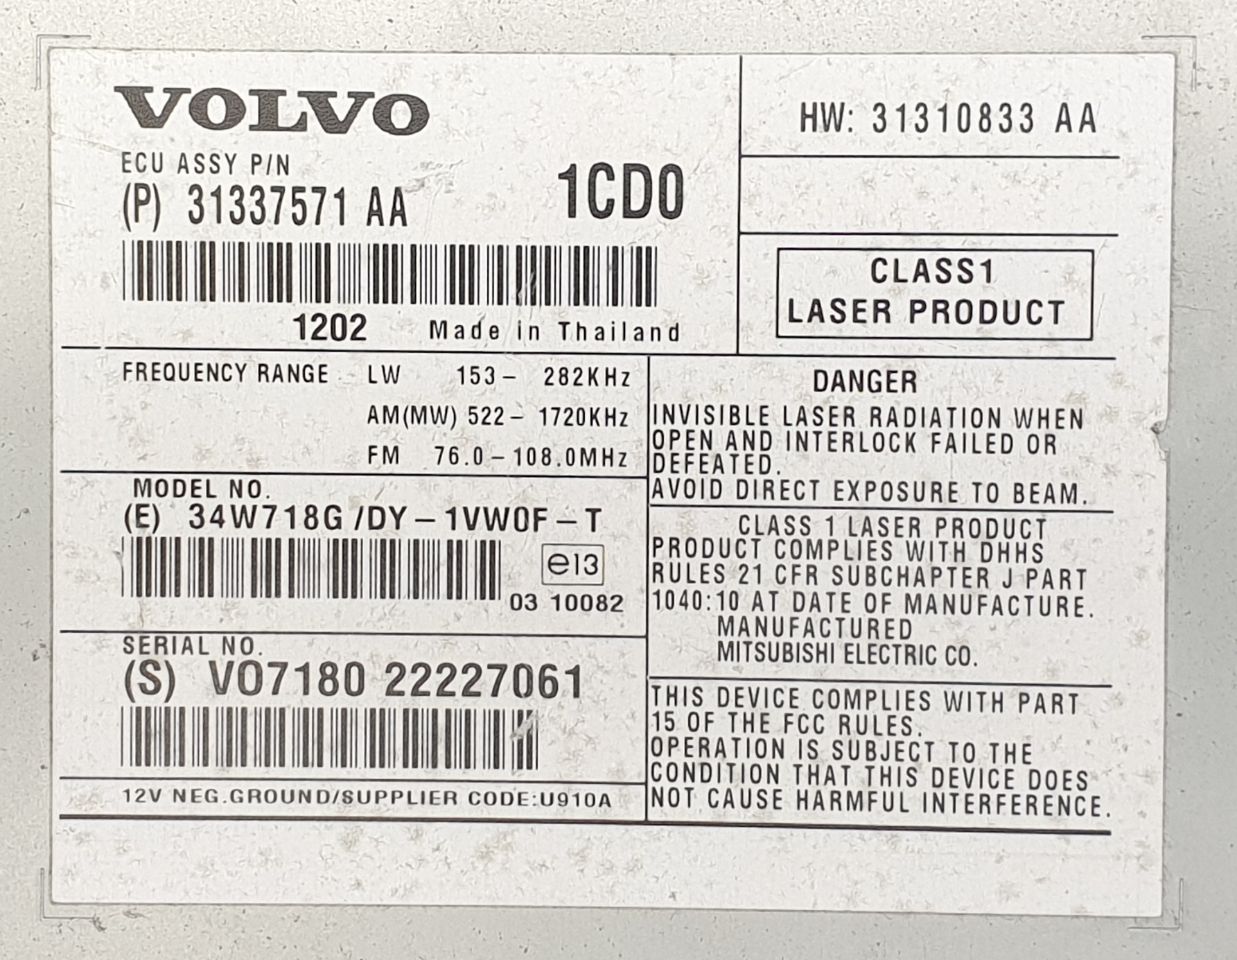 VOLVO
ECU ASSY P/N
(P) 31337571 AA
1CD0
1202 Made in Thailand
HW: 31310833 AA
CLASS1
LASER PRODUCT
FREQUENCY RANGE LW 153- 282KHz
AM(MW) 522- 1720KHz
FM 76.0-108.0MHz
MODEL NO.
(E) 34W718G/DY-1VW0F-T
e13
03 10082
SERIAL NO.
(S) VO7180 22227061
12V NEG.GROUND/SUPPLIER CODE:U910A
DANGER
INVISIBLE LASER RADIATION WHEN
OPEN AND INTERLOCK FAILED OR
DEFEATED.
AVOID DIRECT EXPOSURE TO BEAM.
CLASS 1 LASER PRODUCT
PRODUCT COMPLIES WITH DHHS
RULES 21 CFR SUBCHAPTER J PART
1040:10 AT DATE OF MANUFACTURE.
MANUFACTURED
MITSUBISHI ELECTRIC CO.
THIS DEVICE COMPLIES WITH PART
15 OF THE FCC RULES.
OPERATION IS SUBJECT TO THE
CONDITION THAT THIS DEVICE DOES
NOT CAUSE HARMFUL INTERFERENCE.